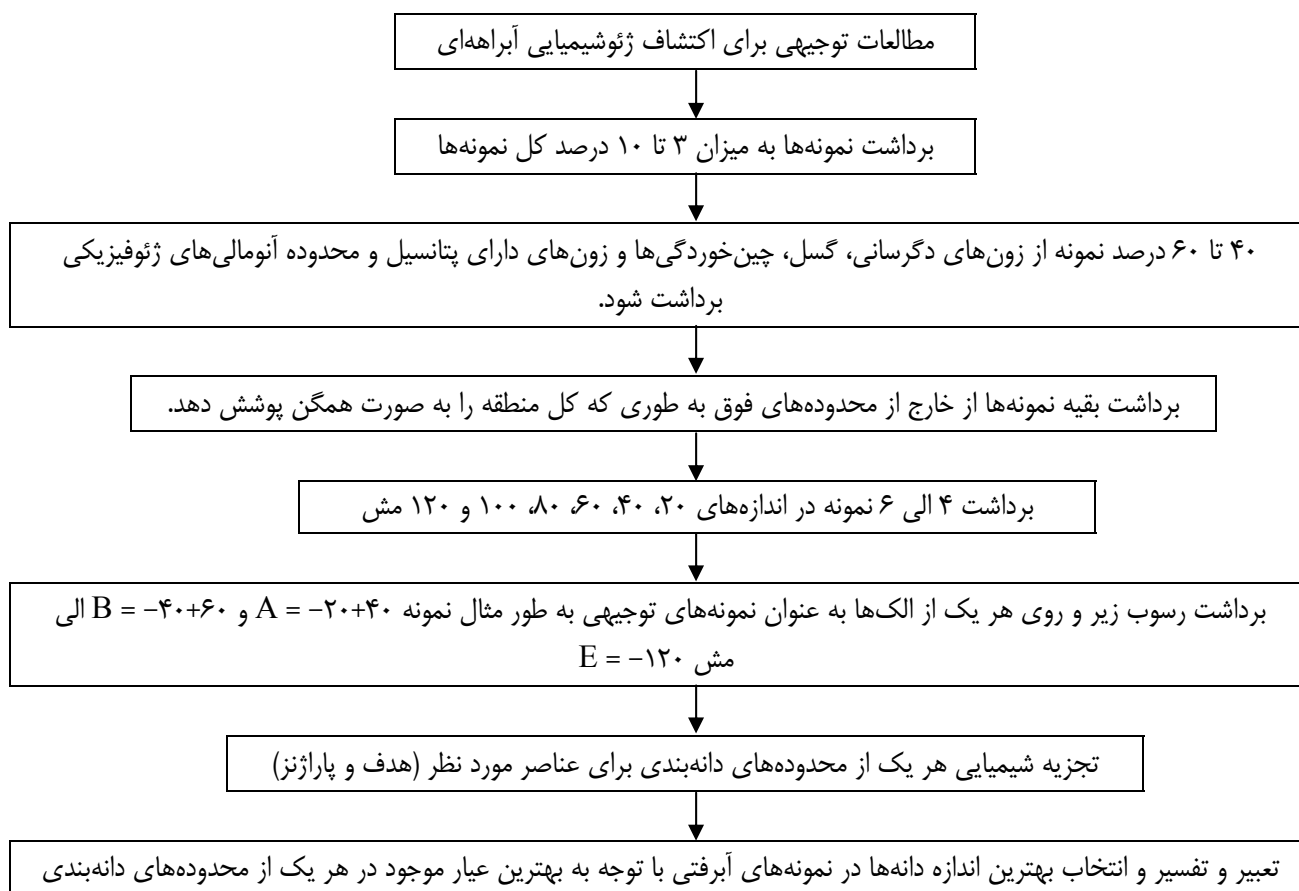 مطالعات توجیهی برای اکتشاف ژئوشیمیایی آبراهه‌ای
برداشت نمونه‌ها به میزان ۳ تا ۱۰ درصد کل نمونه‌ها
۴۰ تا ۶۰ درصد نمونه از زون‌های دگرسانی، گسل، چین‌خوردگی‌ها و زون‌های دارای پتانسیل و محدوده آنومالی‌های ژئوفیزیکی
برداشت شود.
برداشت بقیه نمونه‌ها از خارج از محدوده‌های فوق به طوری که کل منطقه را به صورت همگن پوشش دهد.
برداشت ۴ الی ۶ نمونه در اندازه‌های ۲۰، ۴۰، ۶۰، ۸۰، ۱۰۰ و ۱۲۰ مش
برداشت رسوب زیر و روی هر یک از الک‌ها به عنوان نمونه‌های توجیهی به طور مثال نمونه A = −۲۰+۴۰ و B = −۴۰+۶۰ الی
مش E = −۱۲۰
تجزیه شیمیایی هر یک از محدوده‌های دانه‌بندی برای عناصر مورد نظر (هدف و پاراژنز)
تعبیر و تفسیر و انتخاب بهترین اندازه دانه‌ها در نمونه‌های آبرفتی با توجه به بهترین عیار موجود در هر یک از محدوده‌های دانه‌بندی